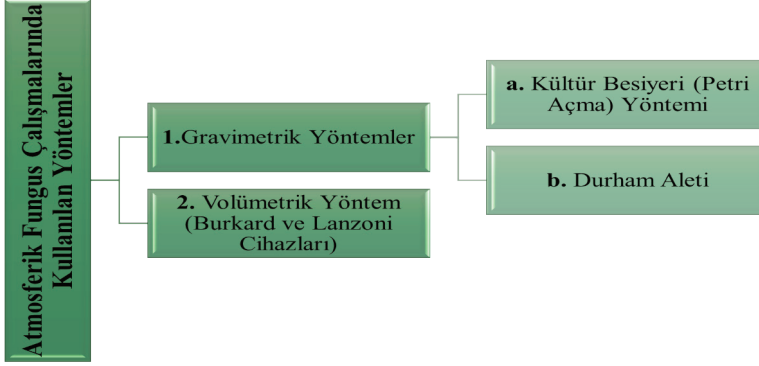 Atmosferik Fungus Çalışmalarında
Kullanılan Yöntemler
1.Gravimetrik Yöntemler
a. Kültür Besiyeri (Petri
Açma) Yöntemi
b. Durham Aleti
2. Volümetrik Yöntem
(Burkard ve Lanzoni
Cihazları)